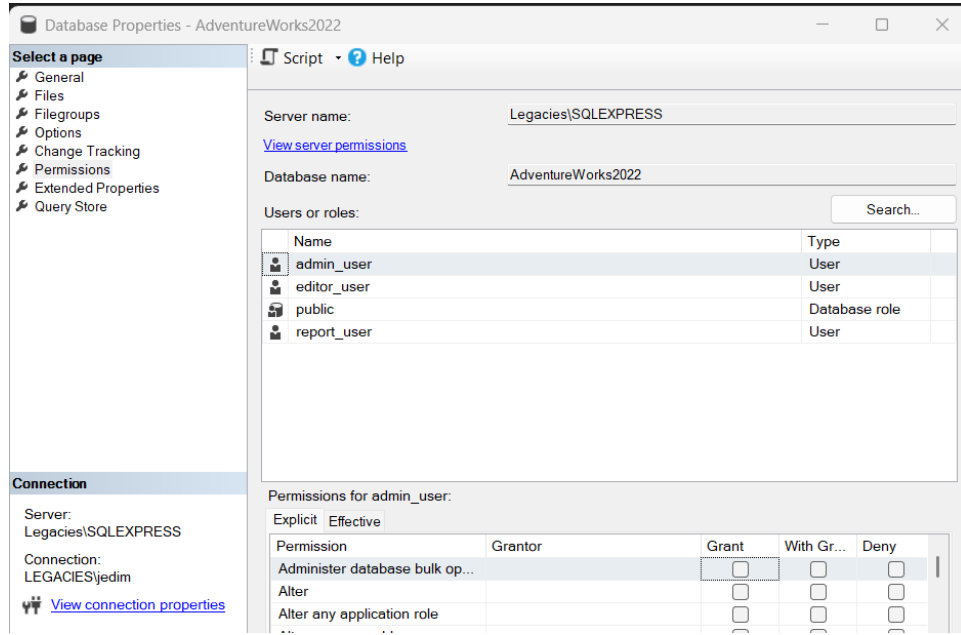 Database Properties - AdventureWorks2022
Select a page
General
Files
Filegroups
Options
Change Tracking
Permissions
Extended Properties
Query Store
Connection
Server:
Legacies\SQLEXPRESS
Connection:
LEGACIES\jedim
View connection properties
Script Help
Server name: Legacies\SQLEXPRESS
View server permissions
Database name: AdventureWorks2022
Users or roles: Search...
Name Type
admin_user User
editor_user User
public Database role
report_user User
Permissions for admin_user:
Explicit Effective
Permission Grantor Grant With Gr... Deny
Administer database bulk op...
Alter
Alter any application role